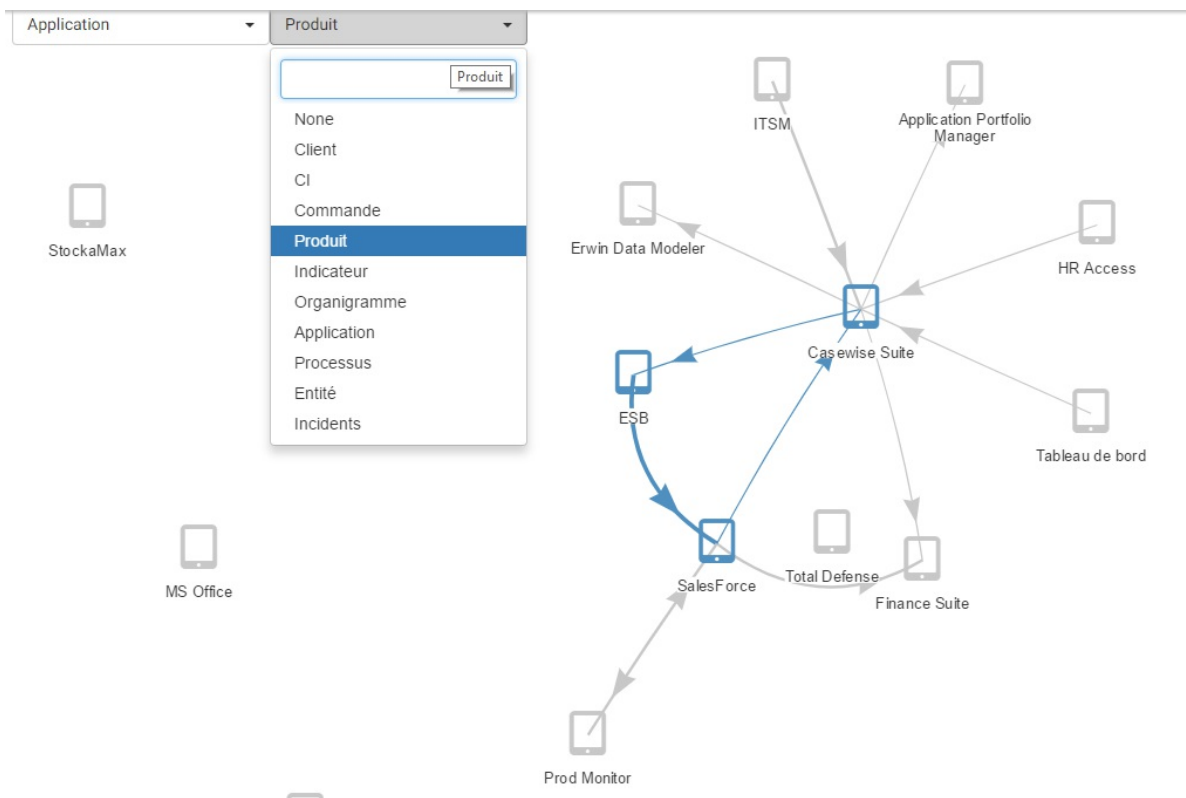 Application
Produit
Produit
None
Client
CI
Commande
Produit
Indicateur
Organigramme
Application
Processus
Entité
Incidents
StockaMax
MS Office
ITSM
Application Portfolio
Manager
Erwin Data Modeler
HR Access
Casewise Suite
ESB
Tableau de bord
SalesForce
Total Defense
Finance Suite
Prod Monitor